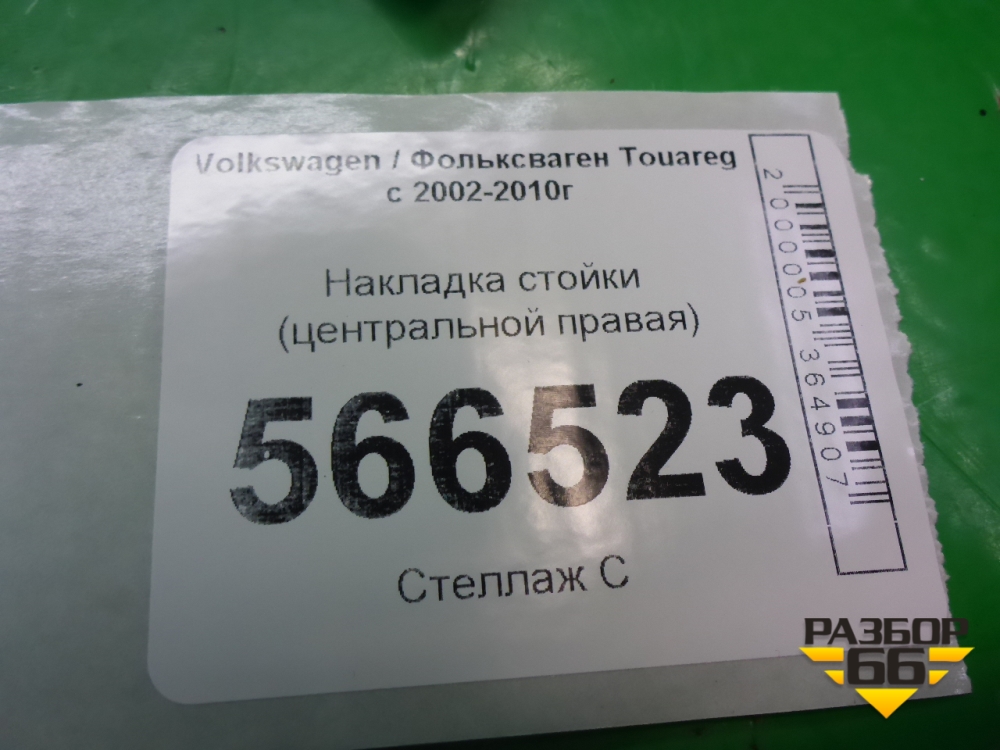 Volkswagen / Фольксваген Touareg
с 2002-2010г
Накладка стойки
(центральной правая)
566523
Стеллаж С
2000005364907
РАЗБОР
66